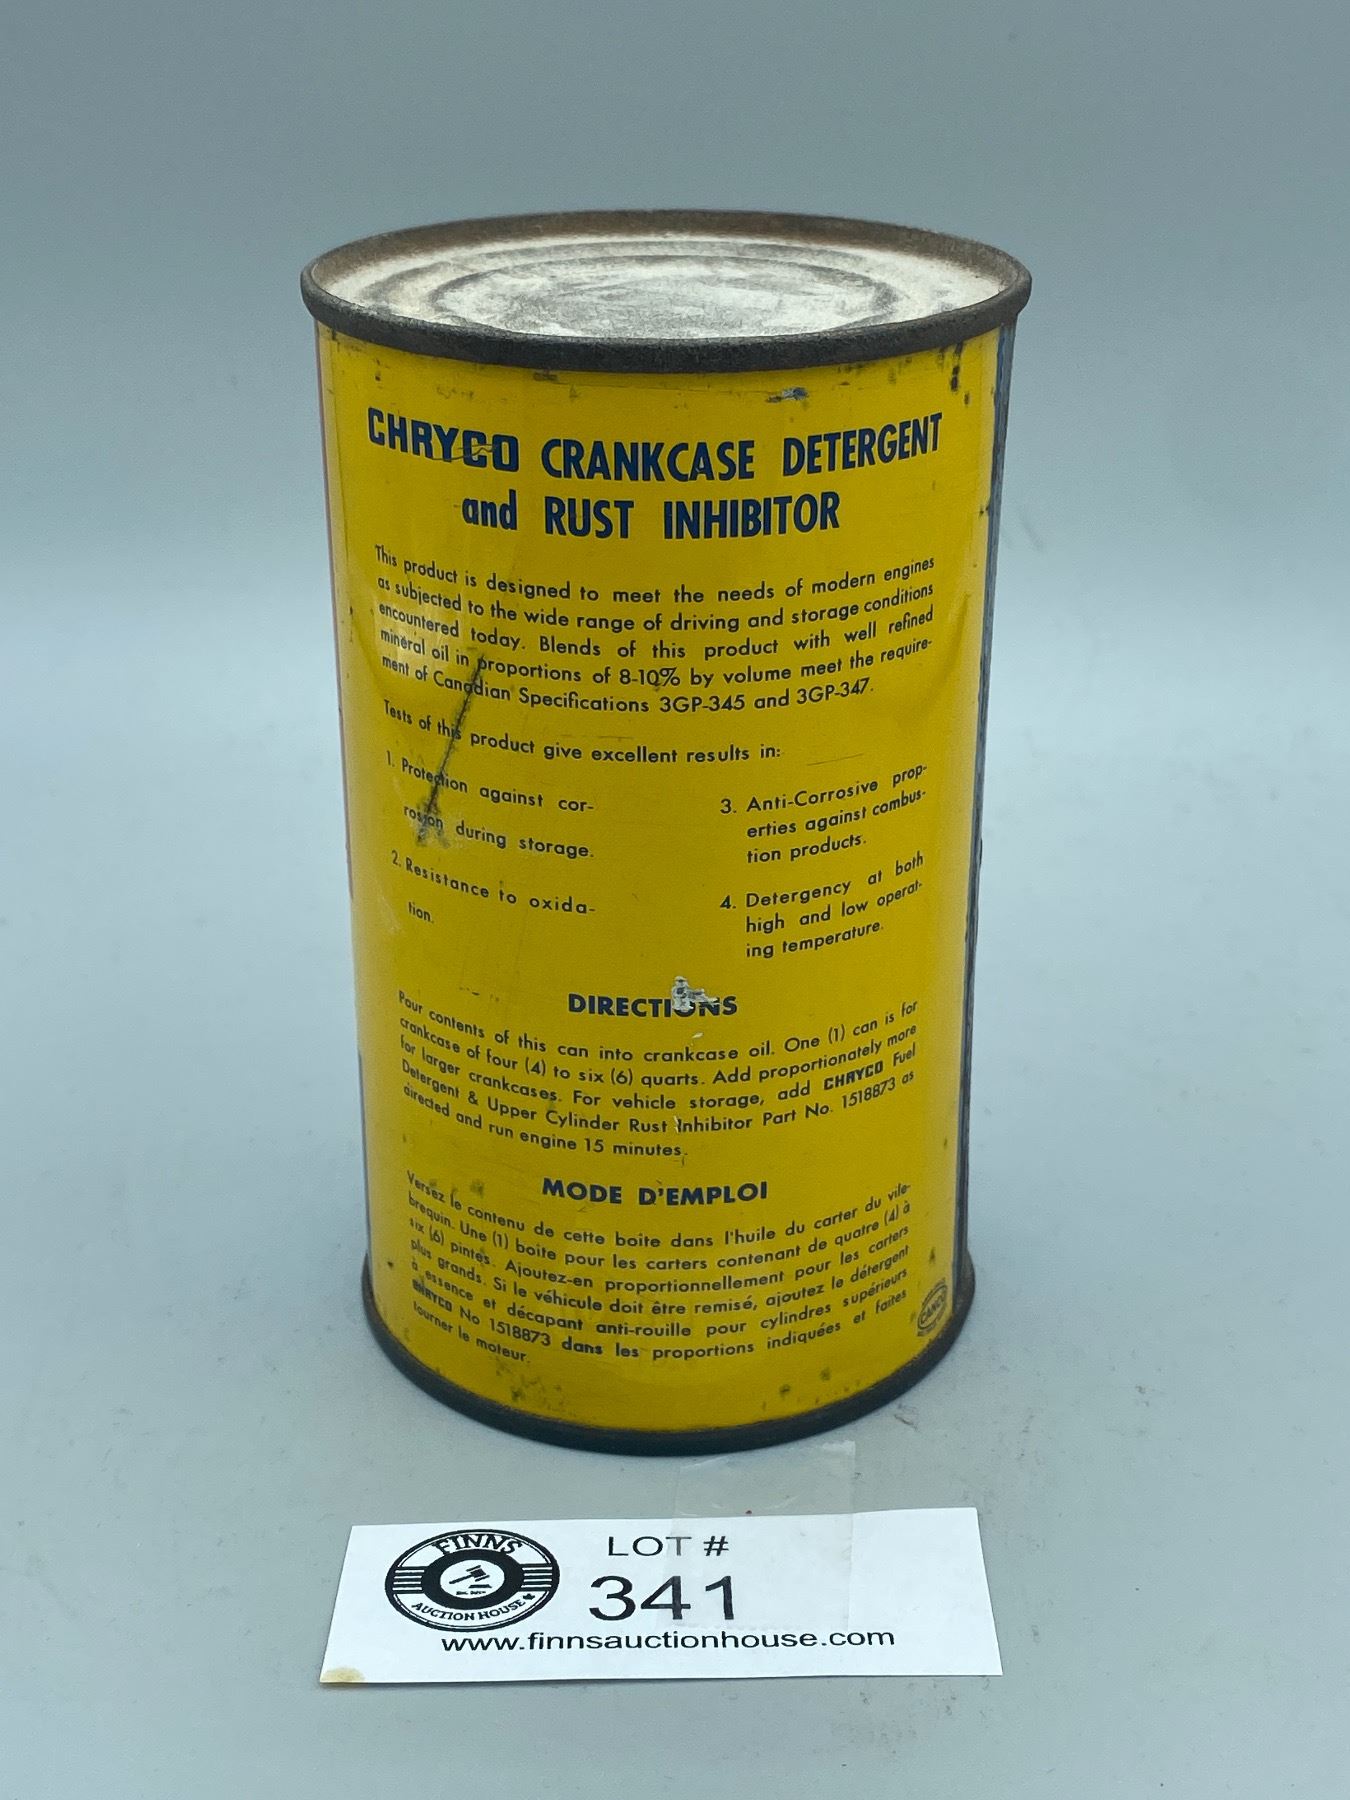 CHRYCO CRANKCASE DETERGENT
and RUST INHIBITOR
This product is designed to meet the needs of modern engines
as subjected to the wide range of driving and storage conditions
encountered today. Blends of this product with well refined
mineral oil in proportions of 8-10% by volume meet the require-
ment of Canadian Specifications 3GP-345 and 3GP-347.
Tests of this product give excellent results in:
1. Protection against cor-
rosion during storage.
2. Resistance to oxida-
tion.
3. Anti-Corrosive prop-
erties against combus-
tion products.
4. Detergency at both
high and low operat-
ing temperature.
DIRECTIONS
Pour contents of this can into crankcase oil. One (1) can is for
crankcase of four (4) to six (6) quarts. Add proportionately more
for larger crankcases. For vehicle storage, add CHRYCO Fuel
Detergent & Upper Cylinder Rust Inhibitor Part No. 1518873 as
directed and run engine 15 minutes.
MODE D'EMPLOI
Versez le contenu de cette boite dans l'huile du carter du vile-
brequin. Une (1) boite pour les carters contenant de quatre (4) à
six (6) pintes. Ajoutez-en proportionnellement pour les carters
plus grands. Si le véhicule doit être remisé, ajoutez le détergent
à essence et décapant anti-rouille pour cylindres supérieurs
CHRYCO No 1518873 dans les proportions indiquées et faites
tourner le moteur.
CANCO
FINNS
AUCTION HOUSE
LOT #
341
www.finnsauctionhouse.com